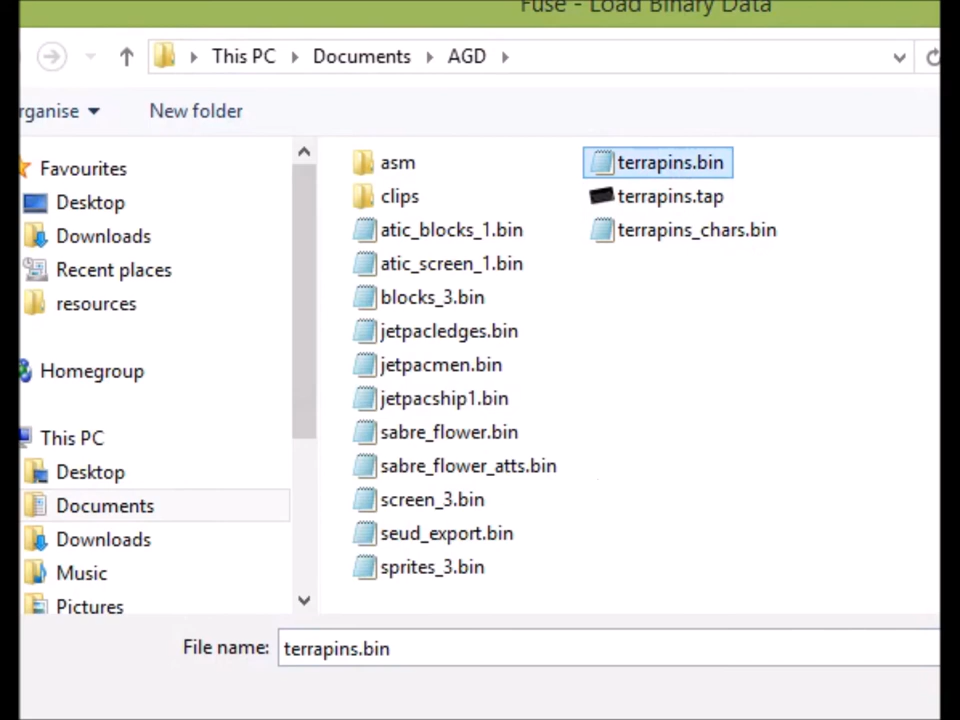 Fuse - Load Binary Data
This PC Documents AGD
rganise New folder
Favourites
Desktop
Downloads
Recent places
resources
Homegroup
This PC
Desktop
Documents
Downloads
Music
Pictures
asm
clips
atic_blocks_1.bin
atic_screen_1.bin
blocks_3.bin
jetpacledges.bin
jetpacmen.bin
jetpacship1.bin
sabre_flower.bin
sabre_flower_atts.bin
screen_3.bin
seud_export.bin
sprites_3.bin
terrapins.bin
terrapins.tap
terrapins_chars.bin
File name: terrapins.bin